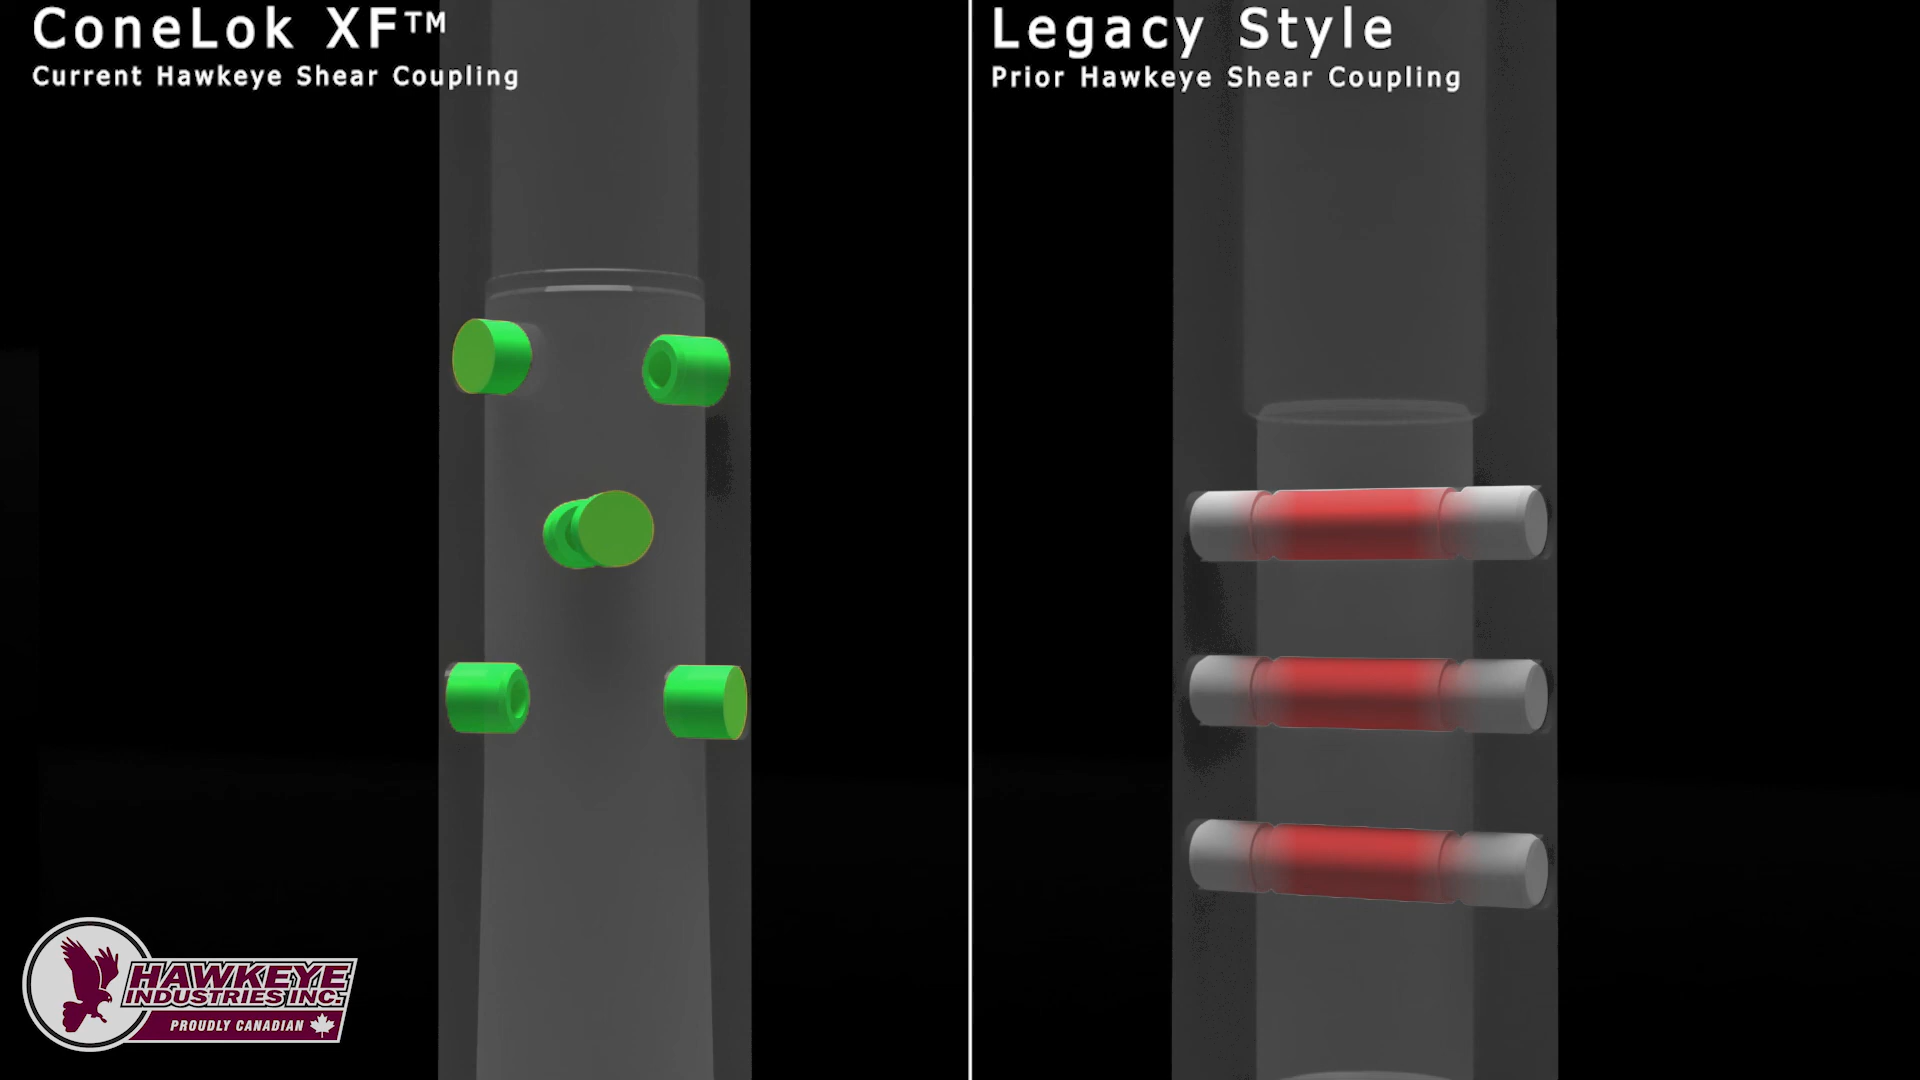 ConeLok XF™
Current Hawkeye Shear Coupling
Legacy Style
Prior Hawkeye Shear Coupling
HAWKEYE
INDUSTRIES INC.
PROUDLY CANADIAN